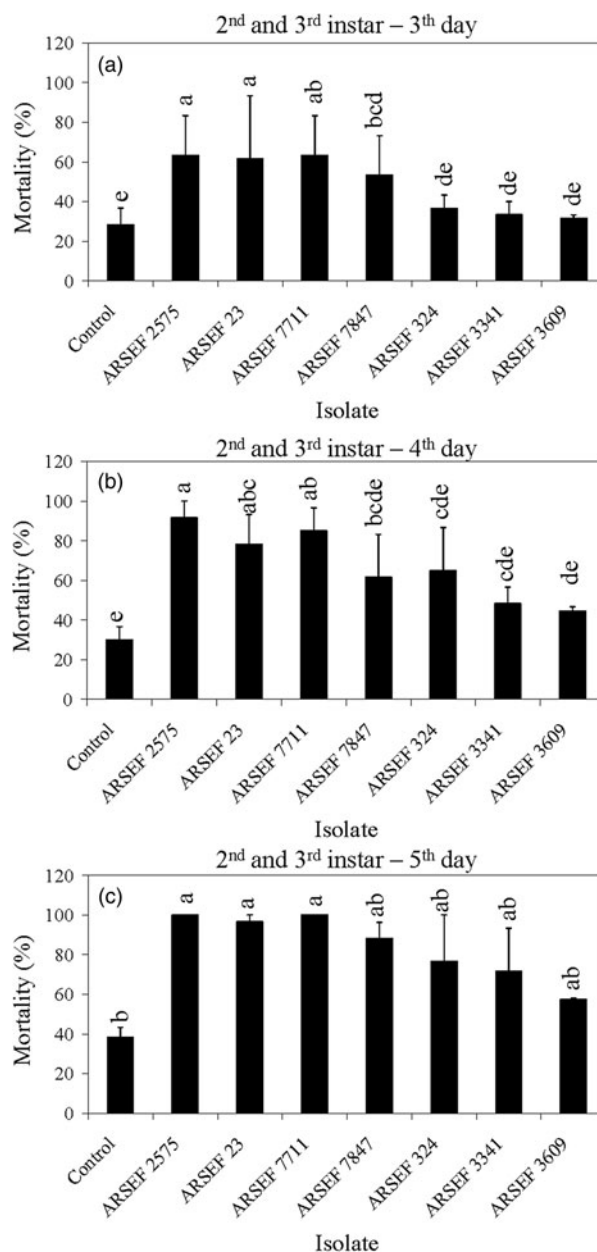 2nd and 3rd instar – 3th day
(a)
Mortality (%)
120
100
80
60
40
20
0
e
a
a
ab
bcd
de
de
de
Control
ARSEF 2575
ARSEF 23
ARSEF 7711
ARSEF 7847
ARSEF 324
ARSEF 3341
ARSEF 3609
Isolate
2nd and 3rd instar – 4th day
(b)
Mortality (%)
120
100
80
60
40
20
0
e
a
abc
ab
bcde
cde
cde
de
Control
ARSEF 2575
ARSEF 23
ARSEF 7711
ARSEF 7847
ARSEF 324
ARSEF 3341
ARSEF 3609
Isolate
2nd and 3rd instar – 5th day
(c)
Mortality (%)
120
100
80
60
40
20
0
b
a
a
a
ab
ab
ab
ab
Control
ARSEF 2575
ARSEF 23
ARSEF 7711
ARSEF 7847
ARSEF 324
ARSEF 3341
ARSEF 3609
Isolate